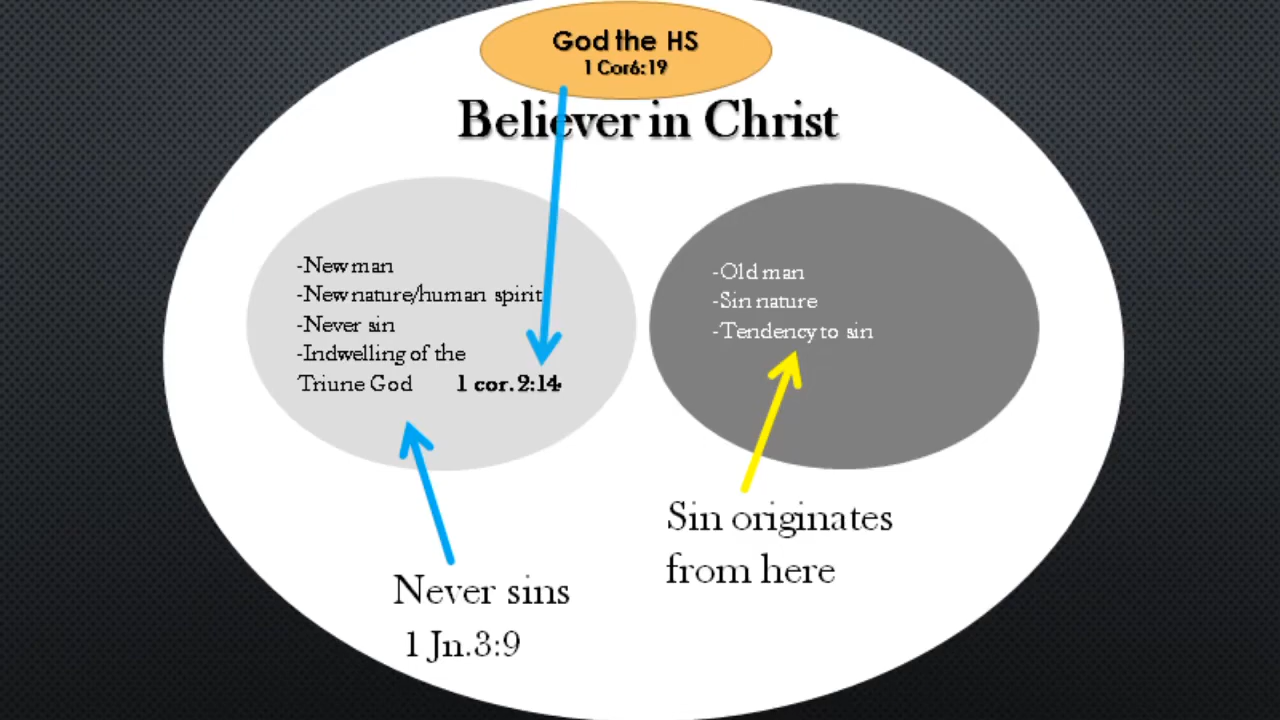 God the HS
1 Cor6:19
Believer in Christ
-New man
-New nature/human spirit
-Never sin
-Indwelling of the
Triune God 1 cor.2:14
-Old man
-Sin nature
-Tendency to sin
Sin originates
from here
Never sins
1 Jn.3:9